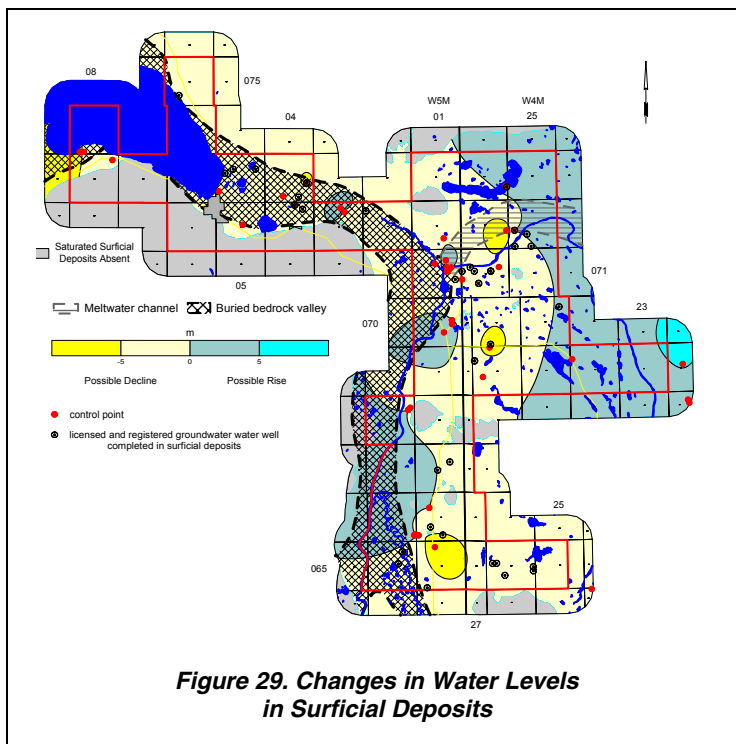 08
075
04
W5M W4M
01 25
Saturated Surficial
Deposits Absent
05
071
Meltwater channel Buried bedrock valley
070
23
m
-5 0 5
Possible Decline Possible Rise
control point
licensed and registered groundwater water well
completed in surficial deposits
25
065
27
Figure 29. Changes in Water Levels
in Surficial Deposits